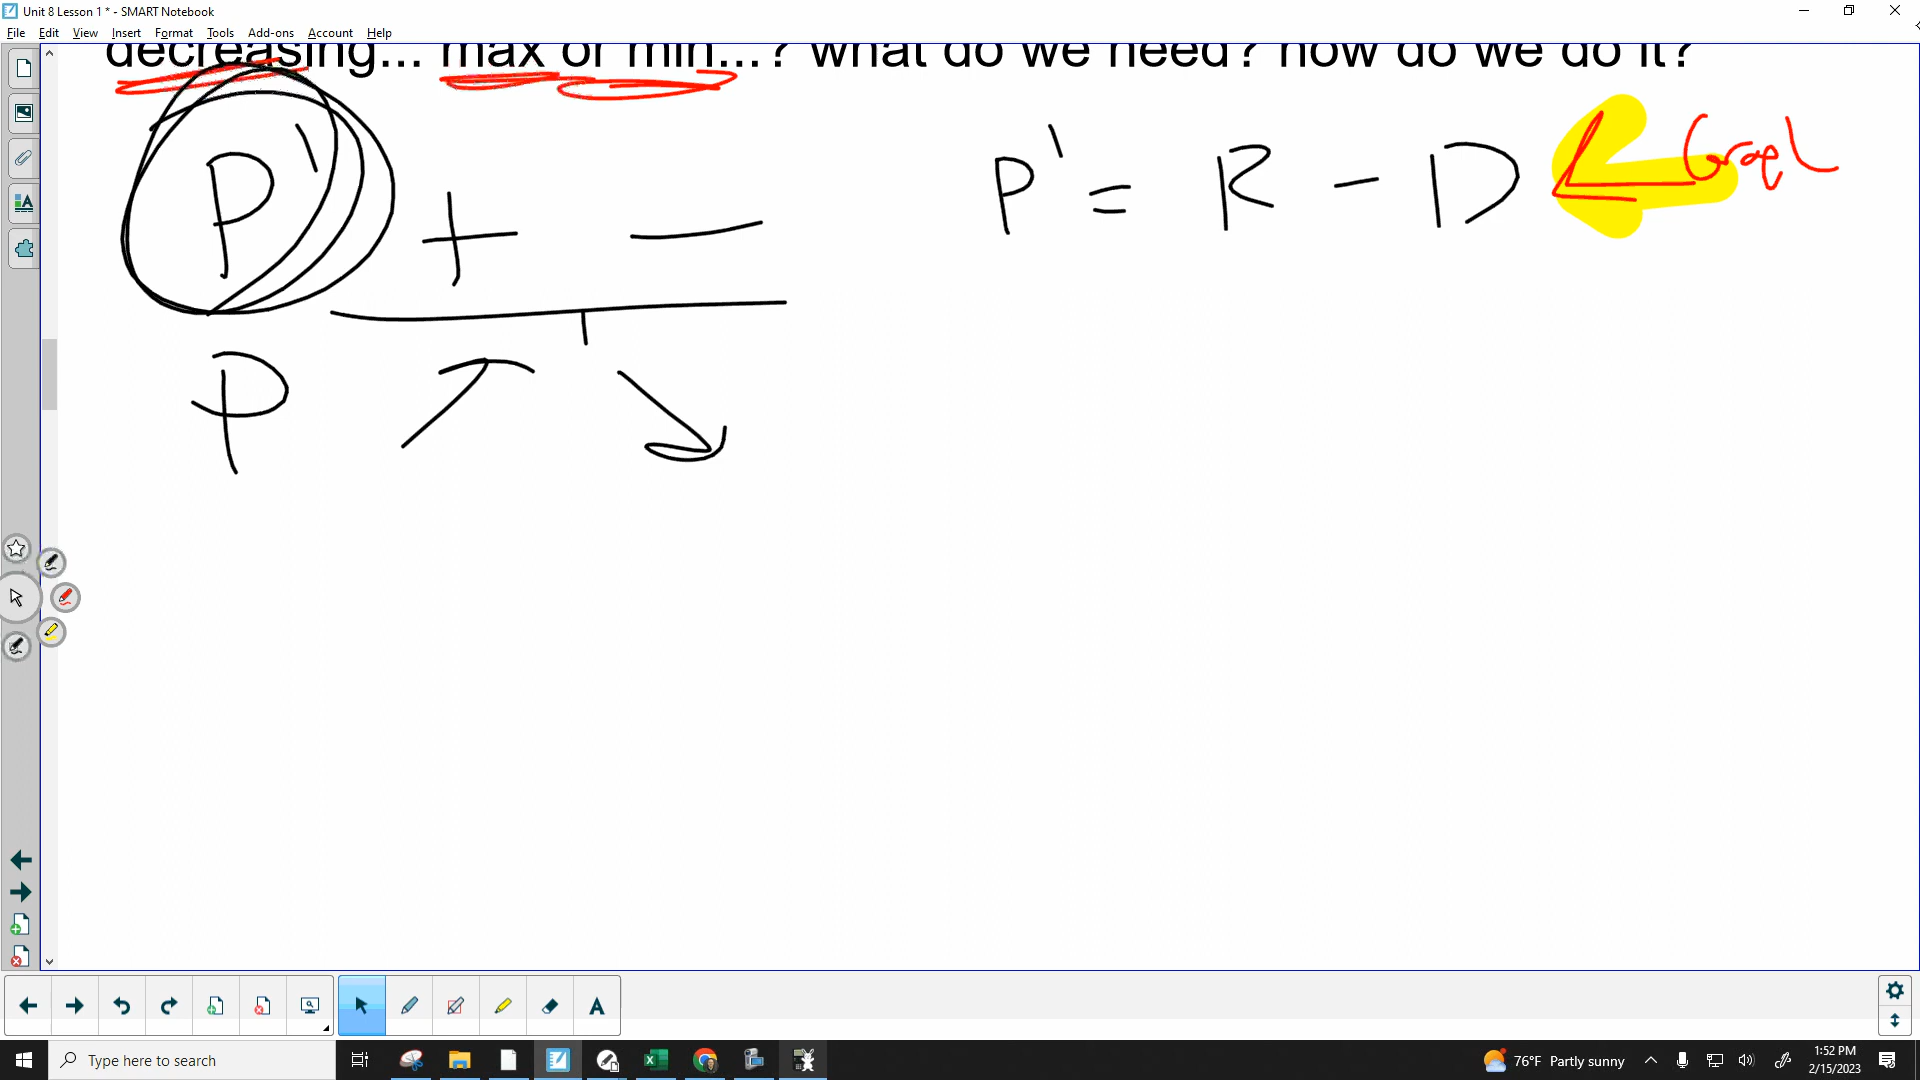 Unit 8 Lesson 1 * - SMART Notebook
File Edit View Insert Format Tools Add-ons Account Help
decreasing... max or min...? what do we need? how do we do it?
P' + -
P' = R - D Graph
P
Type here to search
76°F Partly sunny
1:52 PM
2/15/2023